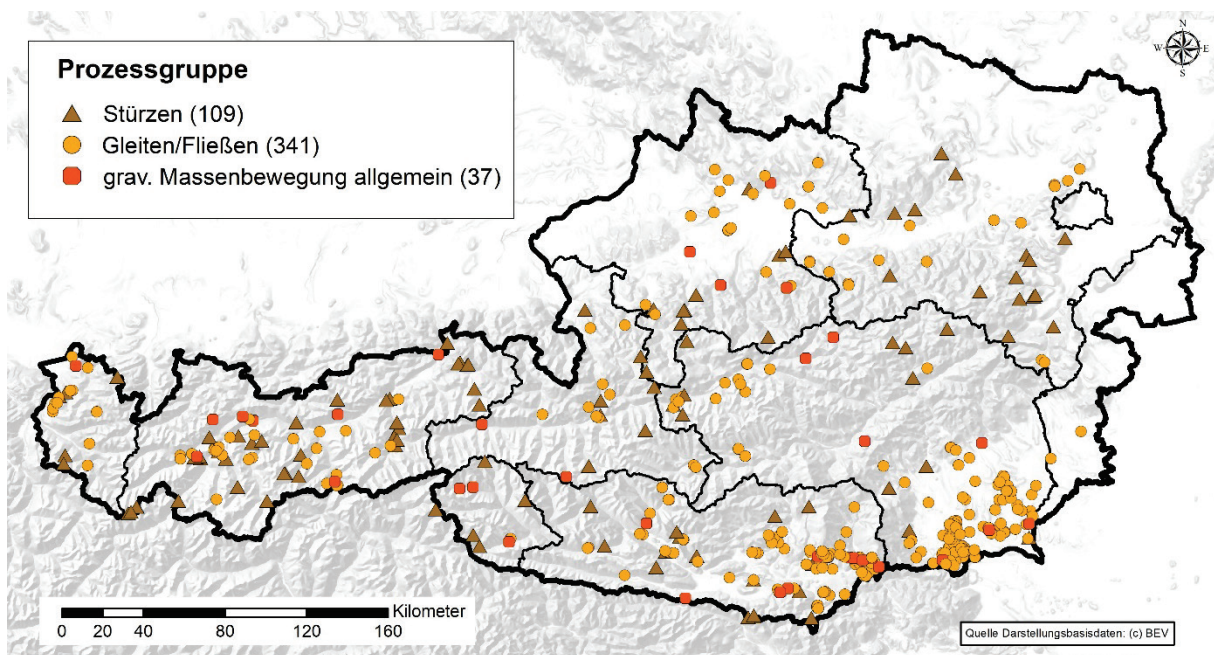 Prozessgruppe
Stürzen (109)
Gleiten/Fließen (341)
grav. Massenbewegung allgemein (37)
N
W E
S
Kilometer
0 20 40 80 120 160
Quelle Darstellungsbasisdaten: (c) BEV